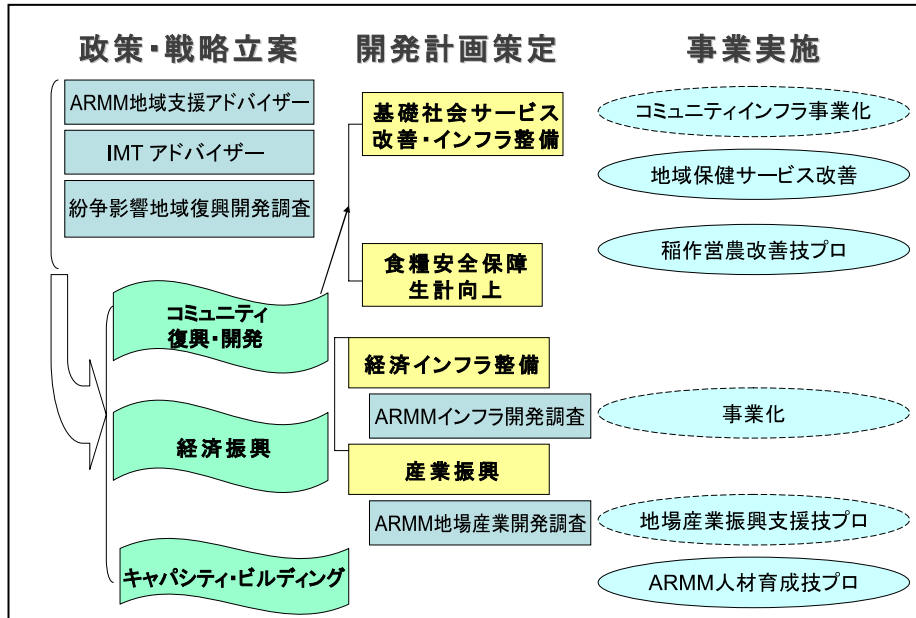 政策・戦略立案
開発計画策定
事業実施
ARMM地域支援アドバイザー
IMT アドバイザー
紛争影響地域復興開発調査
コミュニティ
復興・開発
経済振興
キャパシティ・ビルディング
基礎社会サービス
改善・インフラ整備
食糧安全保障
生計向上
経済インフラ整備
ARMMインフラ開発調査
産業振興
ARMM地場産業開発調査
コミュニティインフラ事業化
地域保健サービス改善
稲作営農改善技プロ
事業化
地場産業振興支援技プロ
ARMM人材育成技プロ